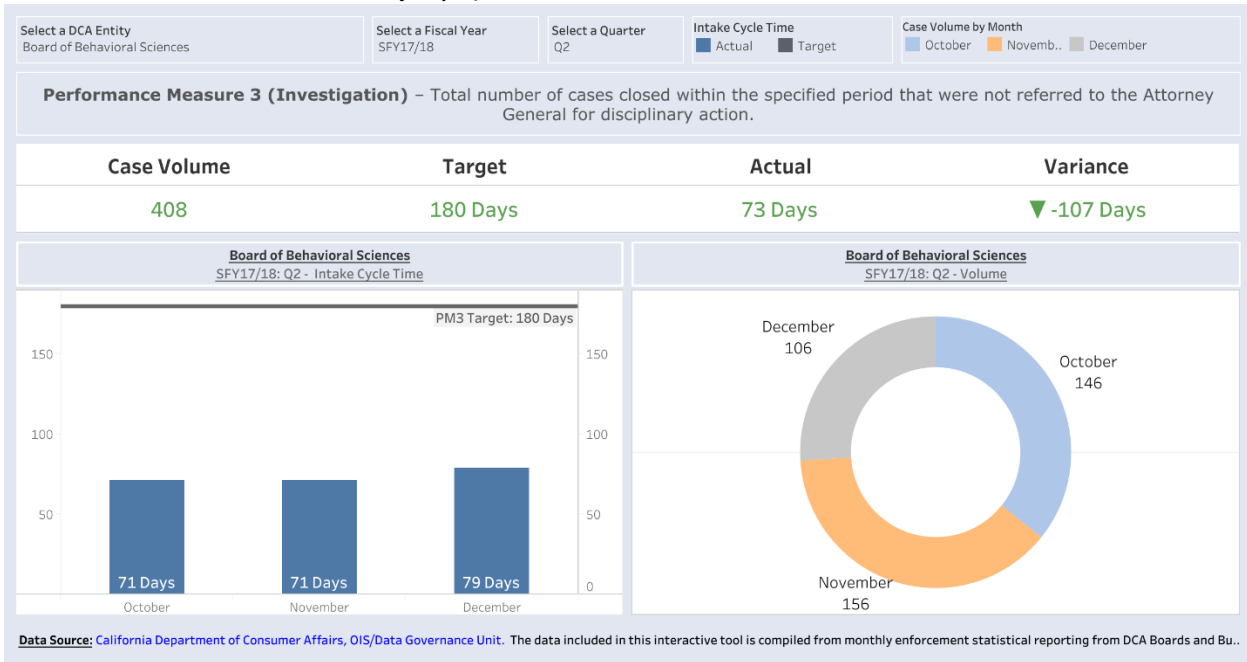 Select a DCA Entity
Board of Behavioral Sciences
Select a Fiscal Year
SFY17/18
Select a Quarter
Q2
Intake Cycle Time
Actual Target
Case Volume by Month
October Novemb.. December
Performance Measure 3 (Investigation) – Total number of cases closed within the specified period that were not referred to the Attorney
General for disciplinary action.
Case Volume Target Actual Variance
408 180 Days 73 Days ▼ -107 Days
Board of Behavioral Sciences
SFY17/18: Q2 - Intake Cycle Time
PM3 Target: 180 Days
150 150
100 100
50 50
0
71 Days 71 Days 79 Days
October November December
Board of Behavioral Sciences
SFY17/18: Q2 - Volume
December
106
October
146
November
156
Data Source: California Department of Consumer Affairs, OIS/Data Governance Unit. The data included in this interactive tool is compiled from monthly enforcement statistical reporting from DCA Boards and Bu..